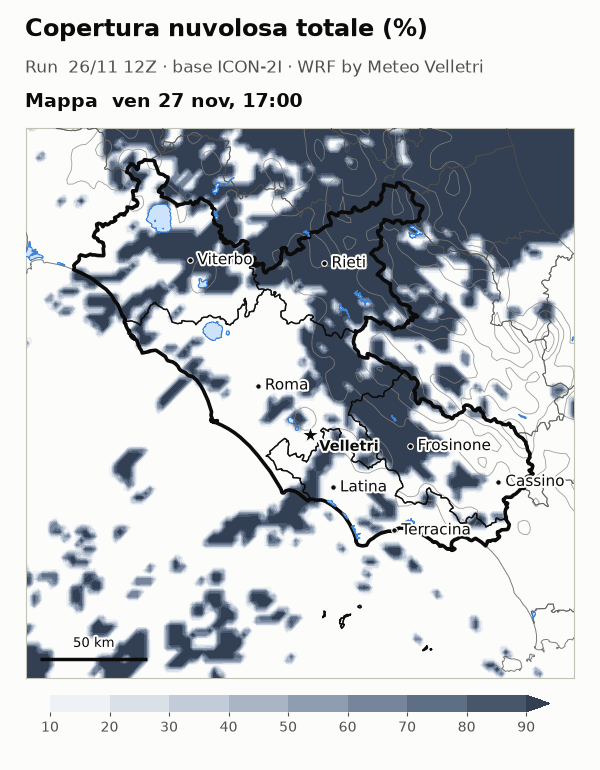 Copertura nuvolosa totale (%)
Run  26/11 12Z · base ICON-2I · WRF by Meteo Velletri
Mappa  ven 27 nov, 17:00
Viterbo
Rieti
Roma
Velletri
Frosinone
Cassino
Latina
Terracina
50 km
10 20 30 40 50 60 70 80 90